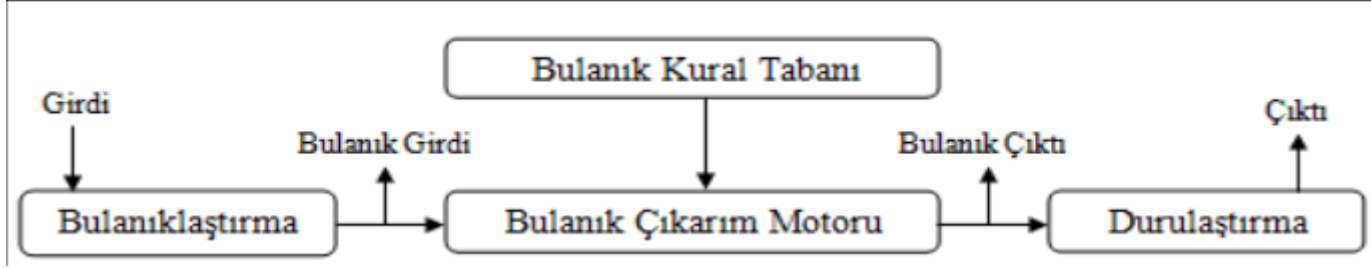 Bulanık Kural Tabanı
Girdi
Çıktı
Bulanık Girdi
Bulanık Çıktı
Bulanıklaştırma
Bulanık Çıkarım Motoru
Durulaştırma